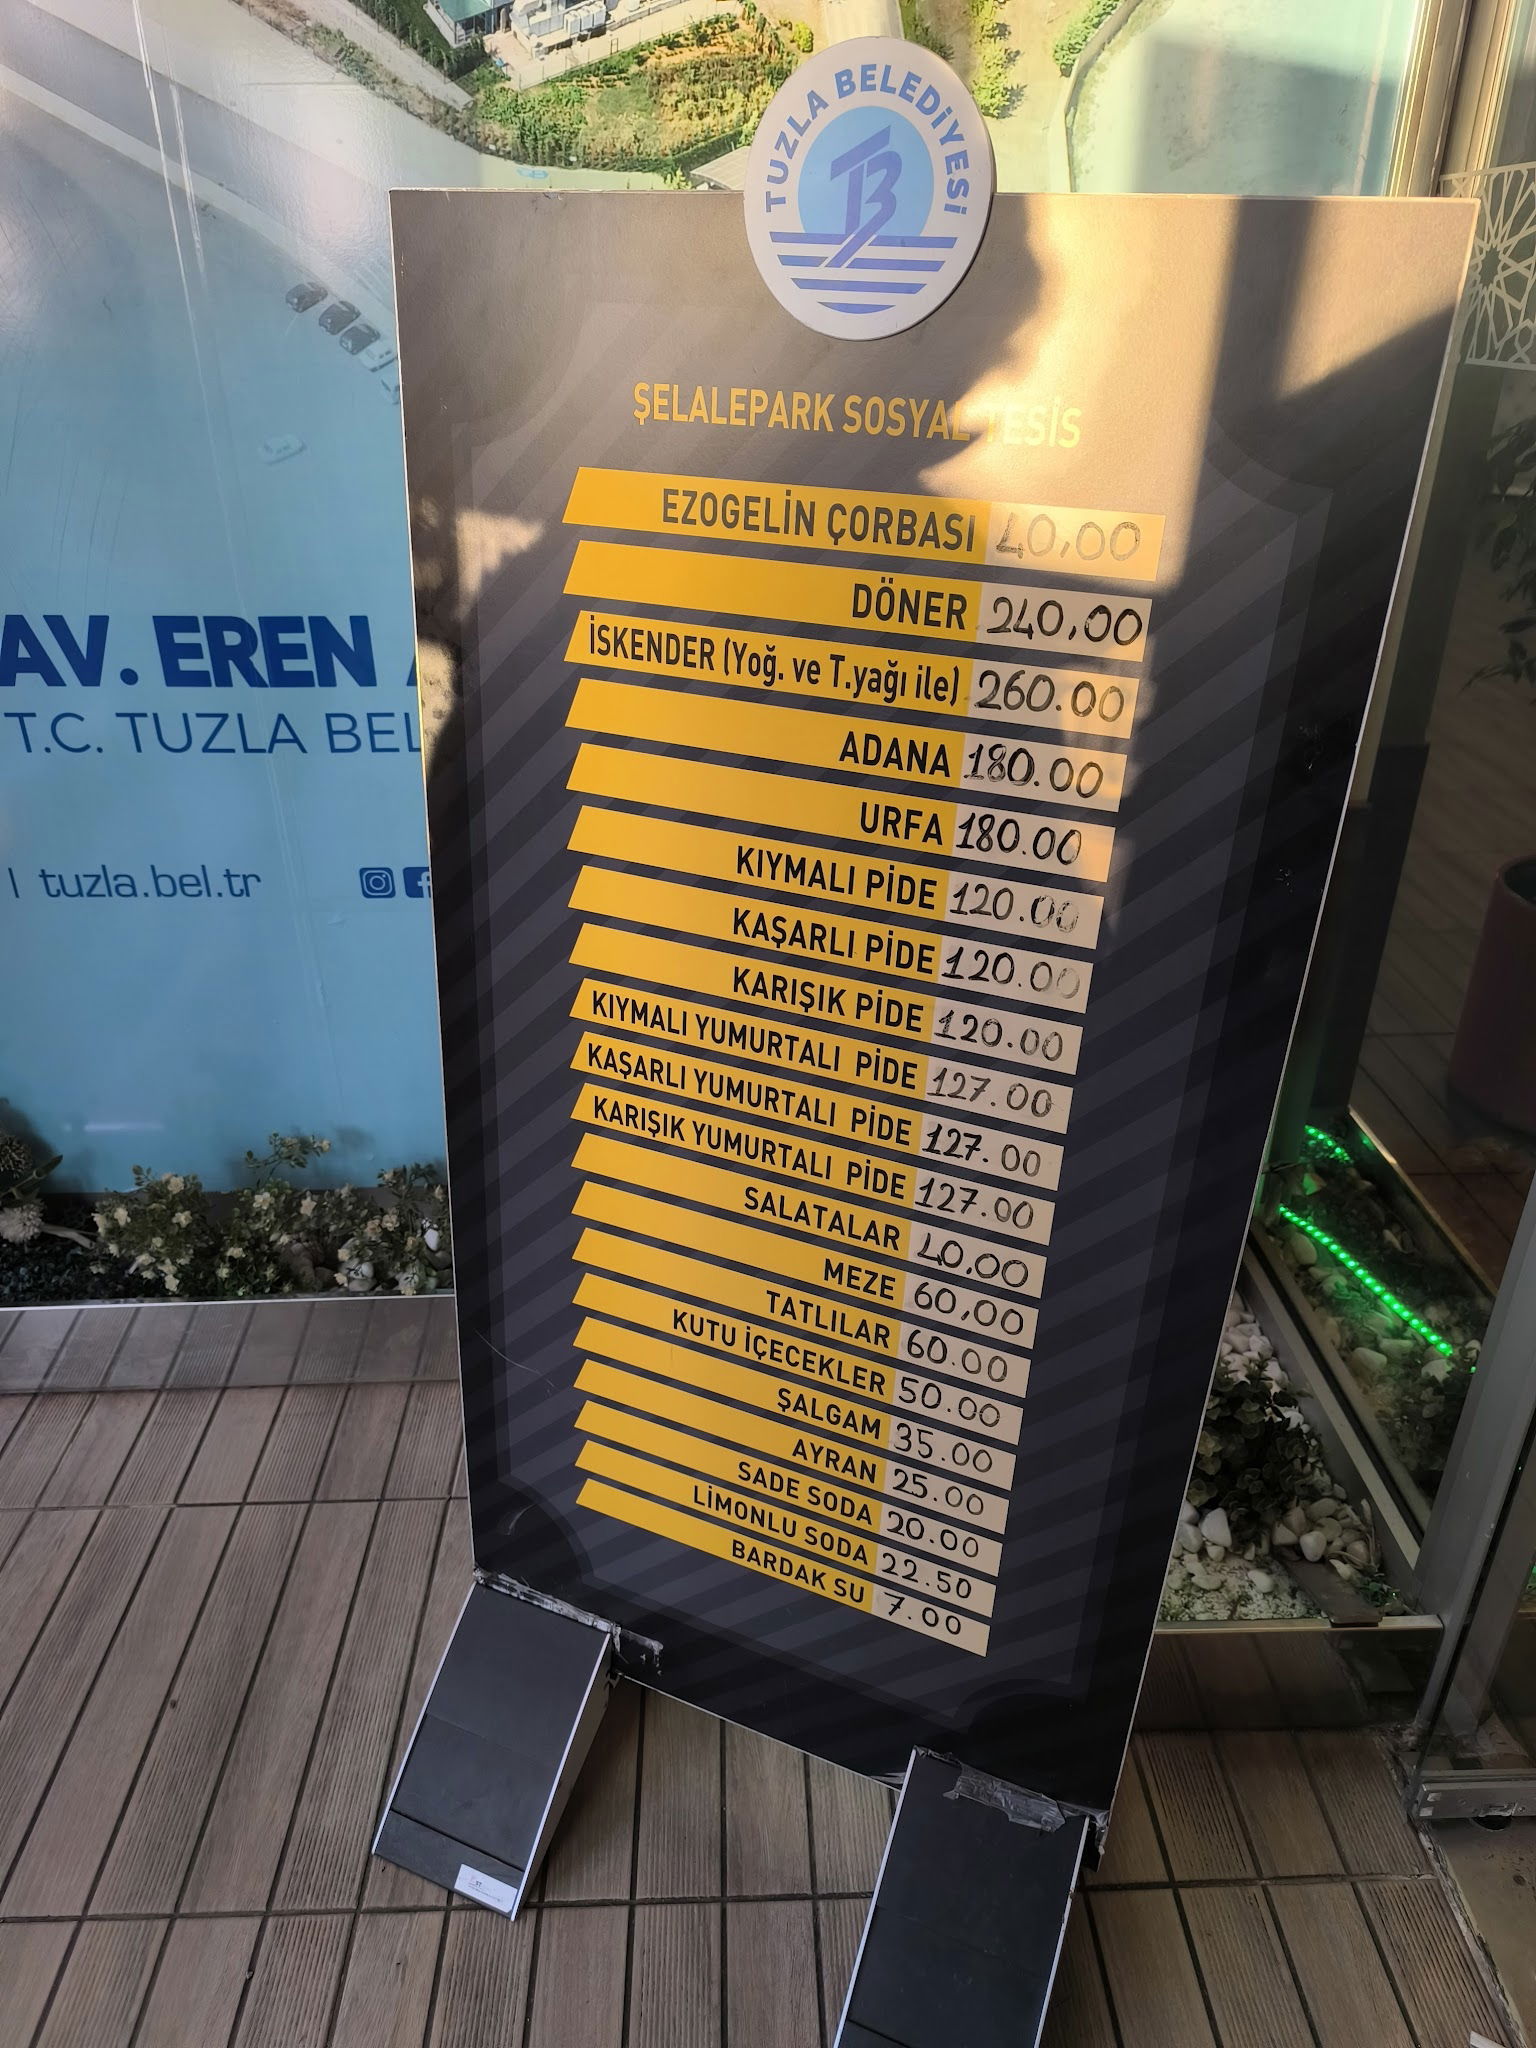 TUZLA BELEDİYESİ
TB
ŞELALEPARK SOSYAL TESİS
EZOGELİN ÇORBASI 40,00
DÖNER 240,00
İSKENDER (Yoğ. ve T.yağı ile) 260.00
ADANA 180.00
URFA 180.00
KIYMALI PİDE 120.00
KAŞARLI PİDE 120.00
KARIŞIK PİDE 120.00
KIYMALI YUMURTALI PİDE 127.00
KAŞARLI YUMURTALI PİDE 127.00
KARIŞIK YUMURTALI PİDE 127.00
SALATALAR 40,00
MEZE 60,00
TATLILAR 60.00
KUTU İÇECEKLER 50.00
ŞALGAM 35.00
AYRAN 25.00
SADE SODA 20.00
LİMONLU SODA 22.50
BARDAK SU 7.00
AV. EREN
T.C. TUZLA BEL
| tuzla.bel.tr